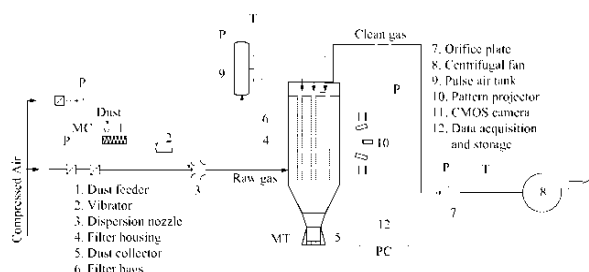 T
P
9
Clean gas
P
7. Orifice plate
8. Centrifugal fan
9. Pulse air tank
10. Pattern projector
11. CMOS camera
12. Data acquisition
and storage
P
Dust
MC
2
P
6
4
11
10
11
Compressed Air
3
Raw gas
P
T
8
7
1. Dust feeder
2. Vibrator
3. Dispersion nozzle
4. Filter housing
5. Dust collector
6. Filter bags
MT
5
12
PC